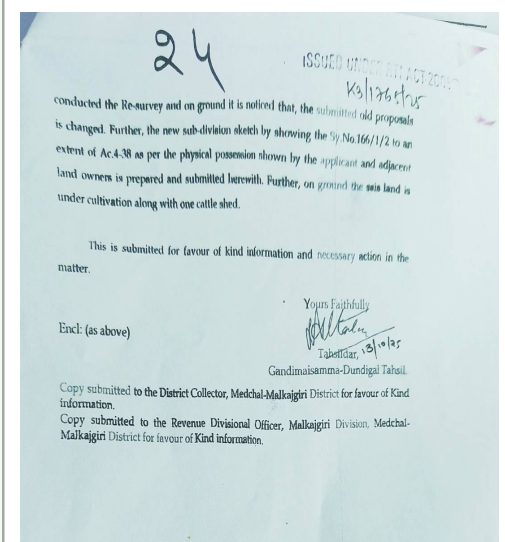 24
ISSUED UNDER RTI ACT 2005
K3/1765/25
conducted the Re-survey and on ground it is noticed that, the submitted old proposals
is changed. Further, the new sub-division sketch by showing the Sy.No.166/1/2 to an
extent of Ac.4-38 as per the physical possession shown by the applicant and adjacent
land owners is prepared and submitted herewith. Further, on ground the said land is
under cultivation along with one cattle shed.
This is submitted for favour of kind information and necessary action in the
matter.
Yours Faithfully
Encl: (as above)
Tahsildar, 13/10/25
Gandimaisamma-Dundigal Tahsil.
Copy submitted to the District Collector, Medchal-Malkajgiri District for favour of Kind
information.
Copy submitted to the Revenue Divisional Officer, Malkajgiri Division, Medchal-
Malkajgiri District for favour of Kind information.